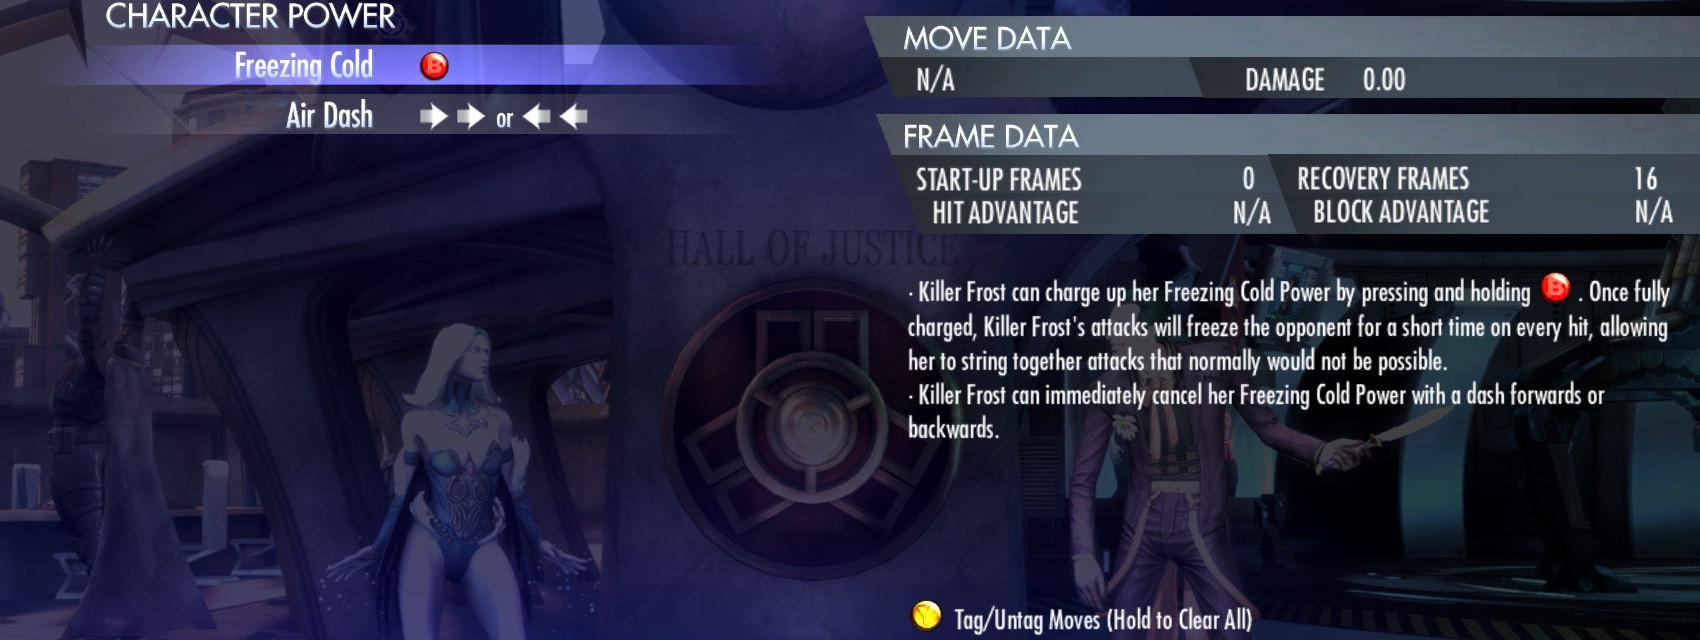 CHARACTER POWER
Freezing Cold B
Air Dash or
MOVE DATA
N/A DAMAGE 0.00
FRAME DATA
START-UP FRAMES 0 RECOVERY FRAMES 16
HIT ADVANTAGE N/A BLOCK ADVANTAGE N/A
HALL OF JUSTICE
· Killer Frost can charge up her Freezing Cold Power by pressing and holding B . Once fully
charged, Killer Frost's attacks will freeze the opponent for a short time on every hit, allowing
her to string together attacks that normally would not be possible.
· Killer Frost can immediately cancel her Freezing Cold Power with a dash forwards or
backwards.
Y Tag/Untag Moves (Hold to Clear All)